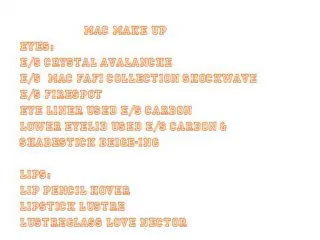 MAC MAKE UP
EYES:
E/S CRYSTAL AVALANCHE
E/S MAC FAFI COLLECTION SHOCKWAVE
E/S FIRESPOT
EYE LINER USED E/S CARBON
LOWER EYELID USED E/S CARBON &
SHADESTICK BEIGE-ING
LIPS:
LIP PENCIL HOVER
LIPSTICK LUSTRE
LUSTREGLASS LOVE NECTOR